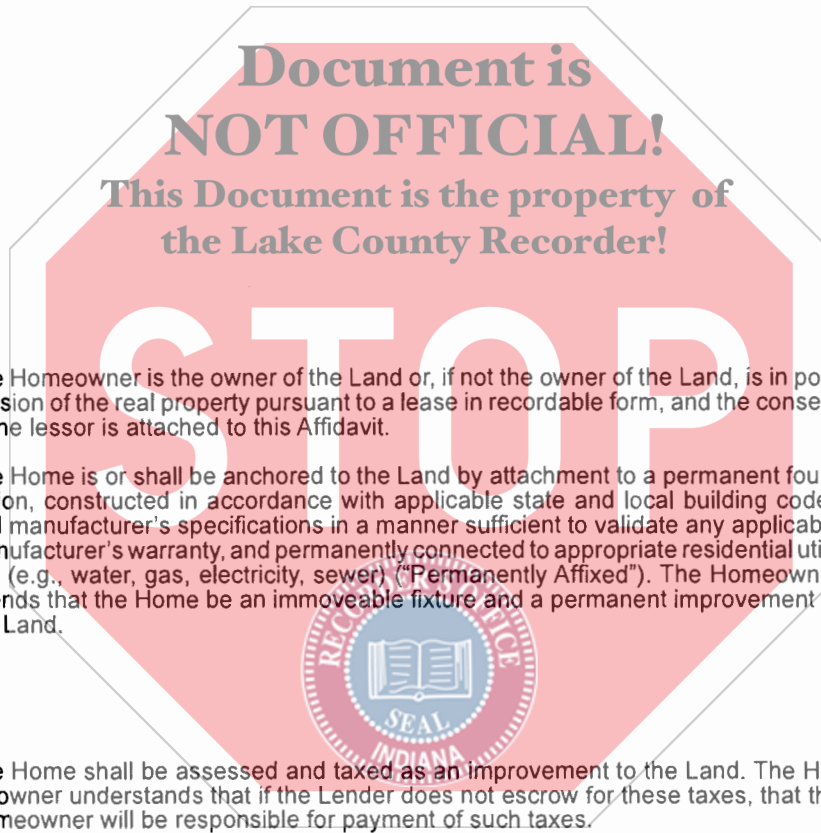 Document is
NOT OFFICIAL!
This Document is the property of
the Lake County Recorder!
STOP
e Homeowner is the owner of the Land or, if not the owner of the Land, is in po
sion of the real property pursuant to a lease in recordable form, and the conse
ne lessor is attached to this Affidavit.
e Home is or shall be anchored to the Land by attachment to a permanent fou
on, constructed in accordance with applicable state and local building code
d manufacturer's specifications in a manner sufficient to validate any applicab
nufacturer's warranty, and permanently connected to appropriate residential uti
(e.g., water, gas, electricity, sewer) ("Permanently Affixed"). The Homeown
ends that the Home be an immoveable fixture and a permanent improvement
Land.
RECORDER'S OFFICE
SEAL
INDIANA
e Home shall be assessed and taxed as an improvement to the Land. The H
owner understands that if the Lender does not escrow for these taxes, that th
meowner will be responsible for payment of such taxes.